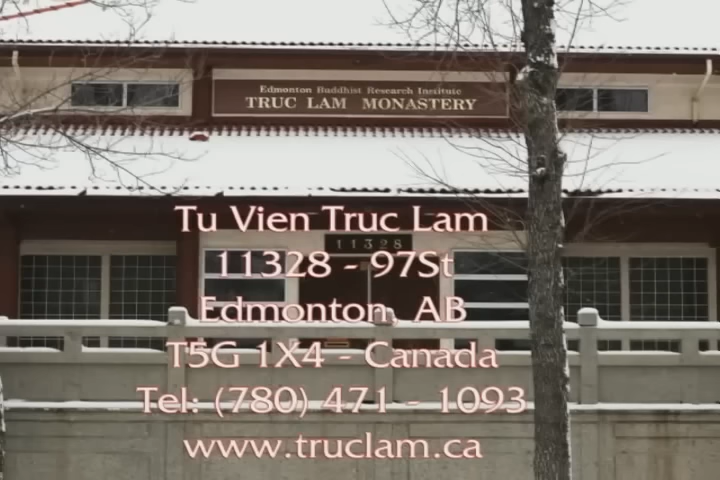 Edmonton Buddhist Research Institute
TRUC LAM MONASTERY
Tu Vien Truc Lam
11328
11328 - 97St
Edmonton, AB
T5G 1X4 - Canada
Tel: (780) 471 - 1093
www.truclam.ca